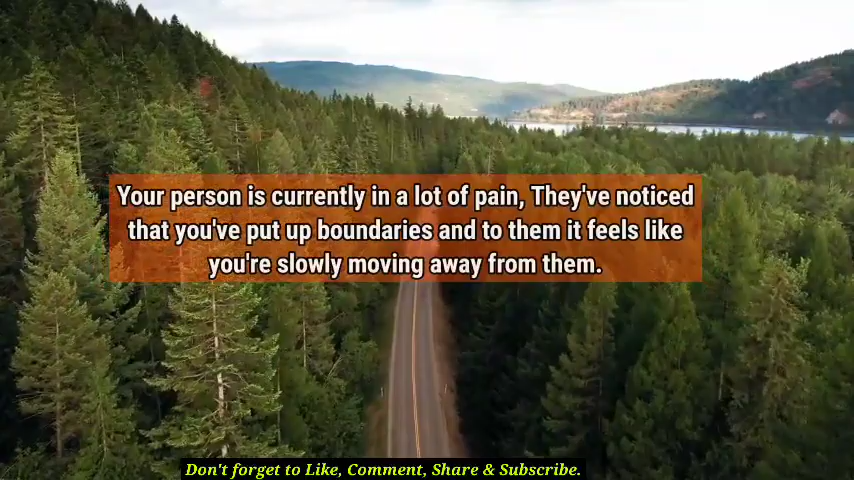 Your person is currently in a lot of pain, They've noticed
that you've put up boundaries and to them it feels like
you're slowly moving away from them.
Don't forget to Like, Comment, Share & Subscribe.